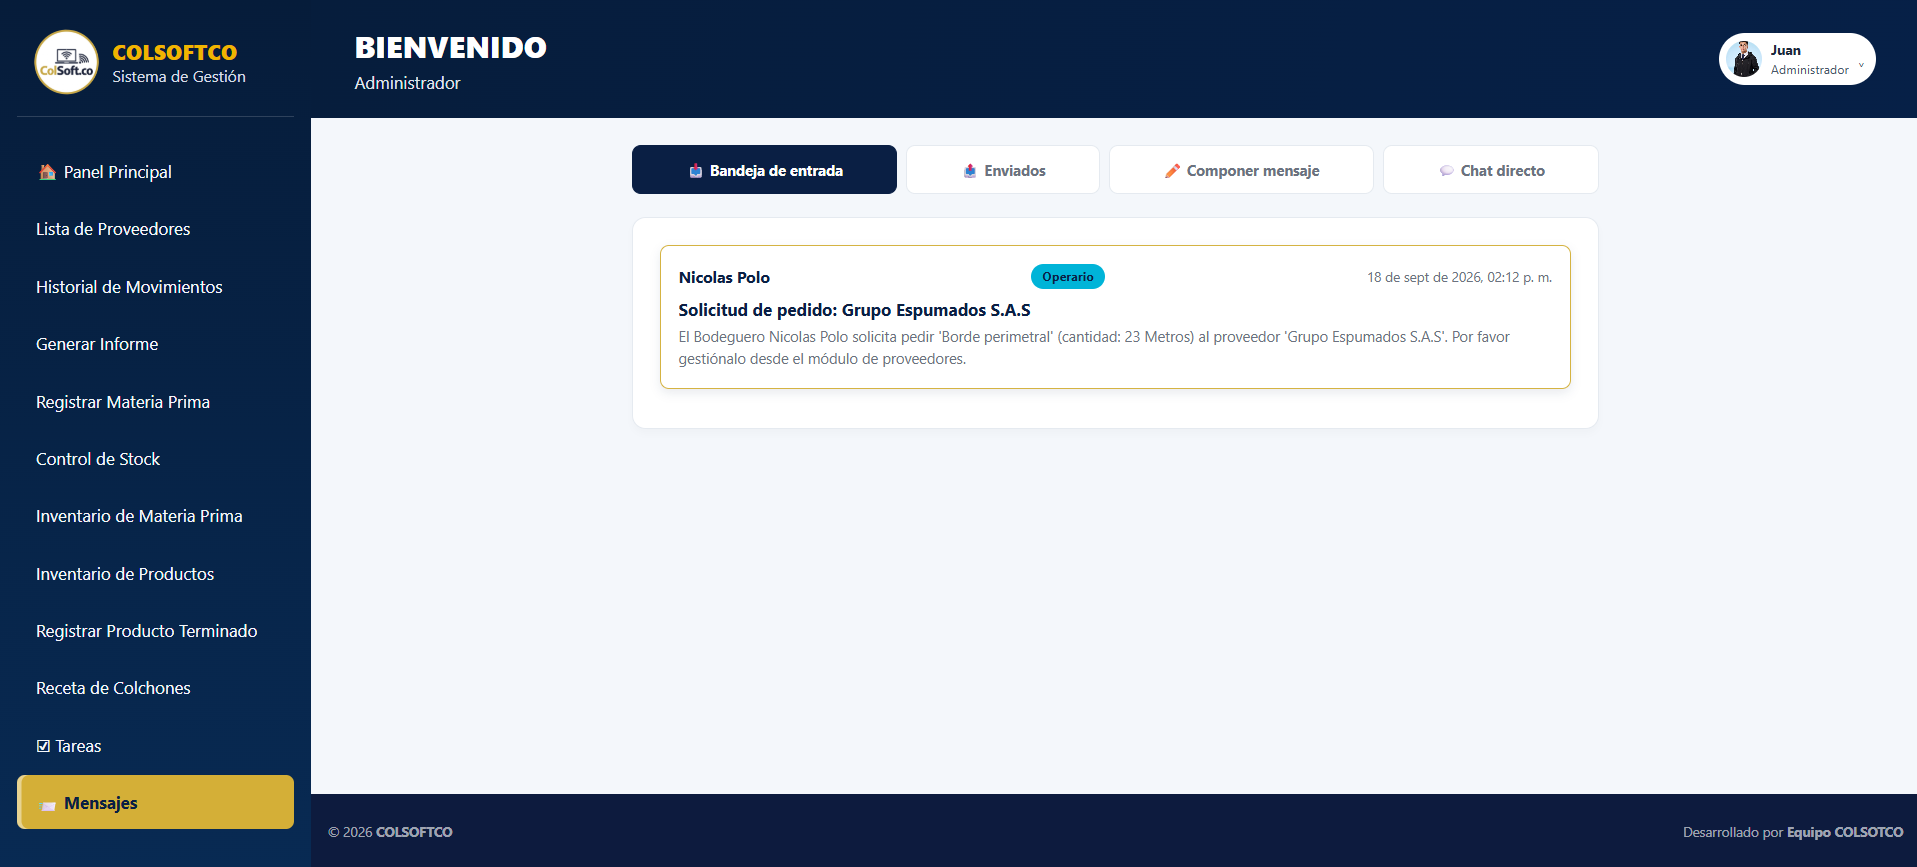 ColSoft.co
COLSOFTCO
Sistema de Gestión
BIENVENIDO
Administrador
Juan
Administrador
Panel Principal
Lista de Proveedores
Historial de Movimientos
Generar Informe
Registrar Materia Prima
Control de Stock
Inventario de Materia Prima
Inventario de Productos
Registrar Producto Terminado
Receta de Colchones
Tareas
Mensajes
Bandeja de entrada
Enviados
Componer mensaje
Chat directo
Nicolas Polo
Operario
18 de sept de 2026, 02:12 p. m.
Solicitud de pedido: Grupo Espumados S.A.S
El Bodeguero Nicolas Polo solicita pedir 'Borde perimetral' (cantidad: 23 Metros) al proveedor 'Grupo Espumados S.A.S'. Por favor
gestiónalo desde el módulo de proveedores.
© 2026 COLSOFTCO
Desarrollado por Equipo COLSOTCO